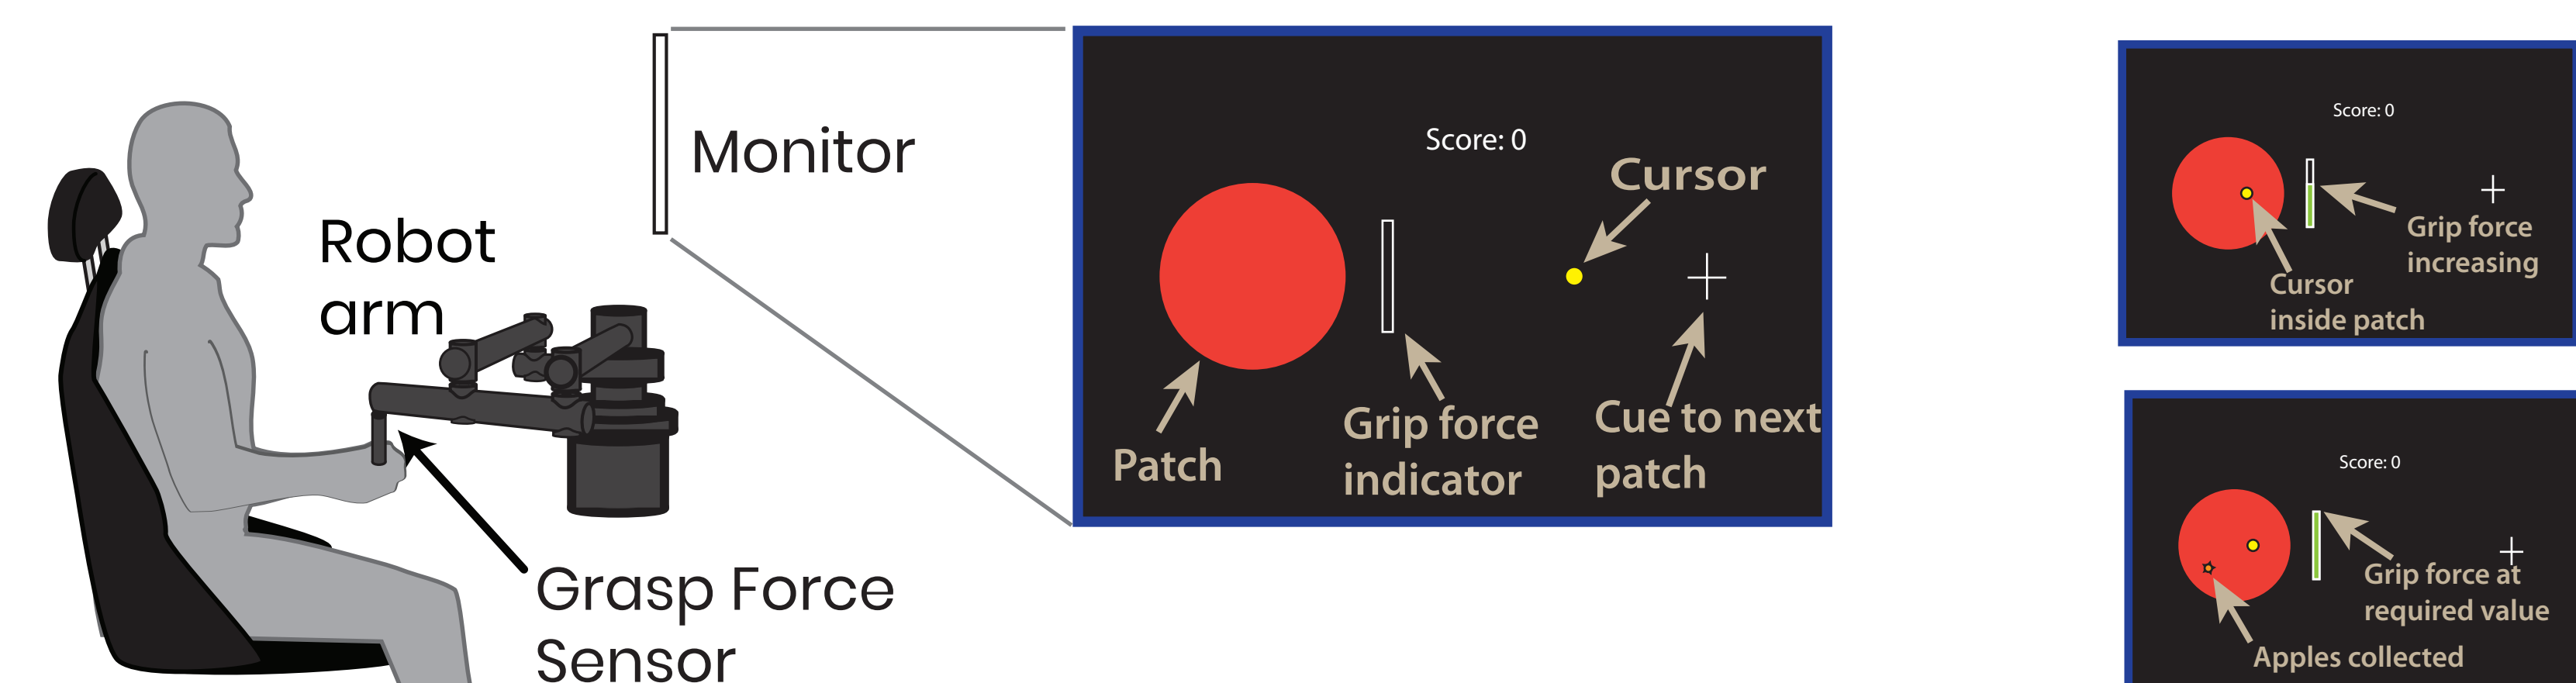 Monitor
Robot
arm
Grasp Force
Sensor
Score: 0
Cursor
Patch
Grip force
indicator
Cue to next
patch
Score: 0
Grip force
increasing
Cursor
inside patch
Score: 0
Grip force at
required value
Apples collected